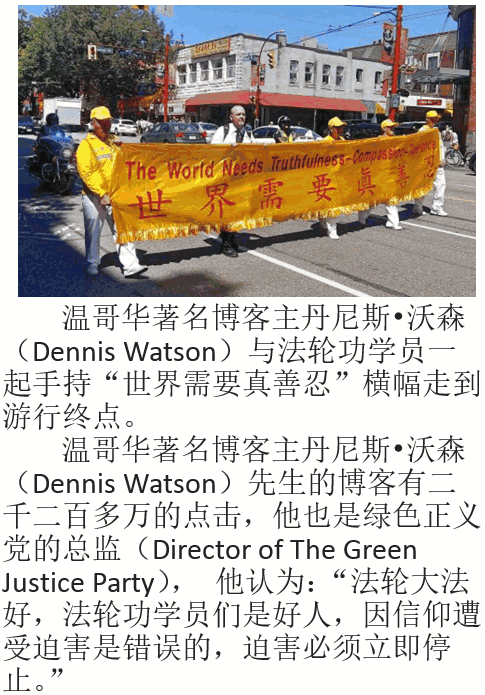 The World Needs Truthfulness-Compassion-Tolerance
世界需要真善忍
温哥华著名博客主丹尼斯•沃森
（Dennis Watson）与法轮功学员一
起手持“世界需要真善忍”横幅走到
游行终点。
温哥华著名博客主丹尼斯•沃森
（Dennis Watson）先生的博客有二
千二百多万的点击，他也是绿色正义
党的总监（Director of The Green
Justice Party）， 他认为：“法轮大法
好，法轮功学员们是好人，因信仰遭
受迫害是错误的，迫害必须立即停
止。”